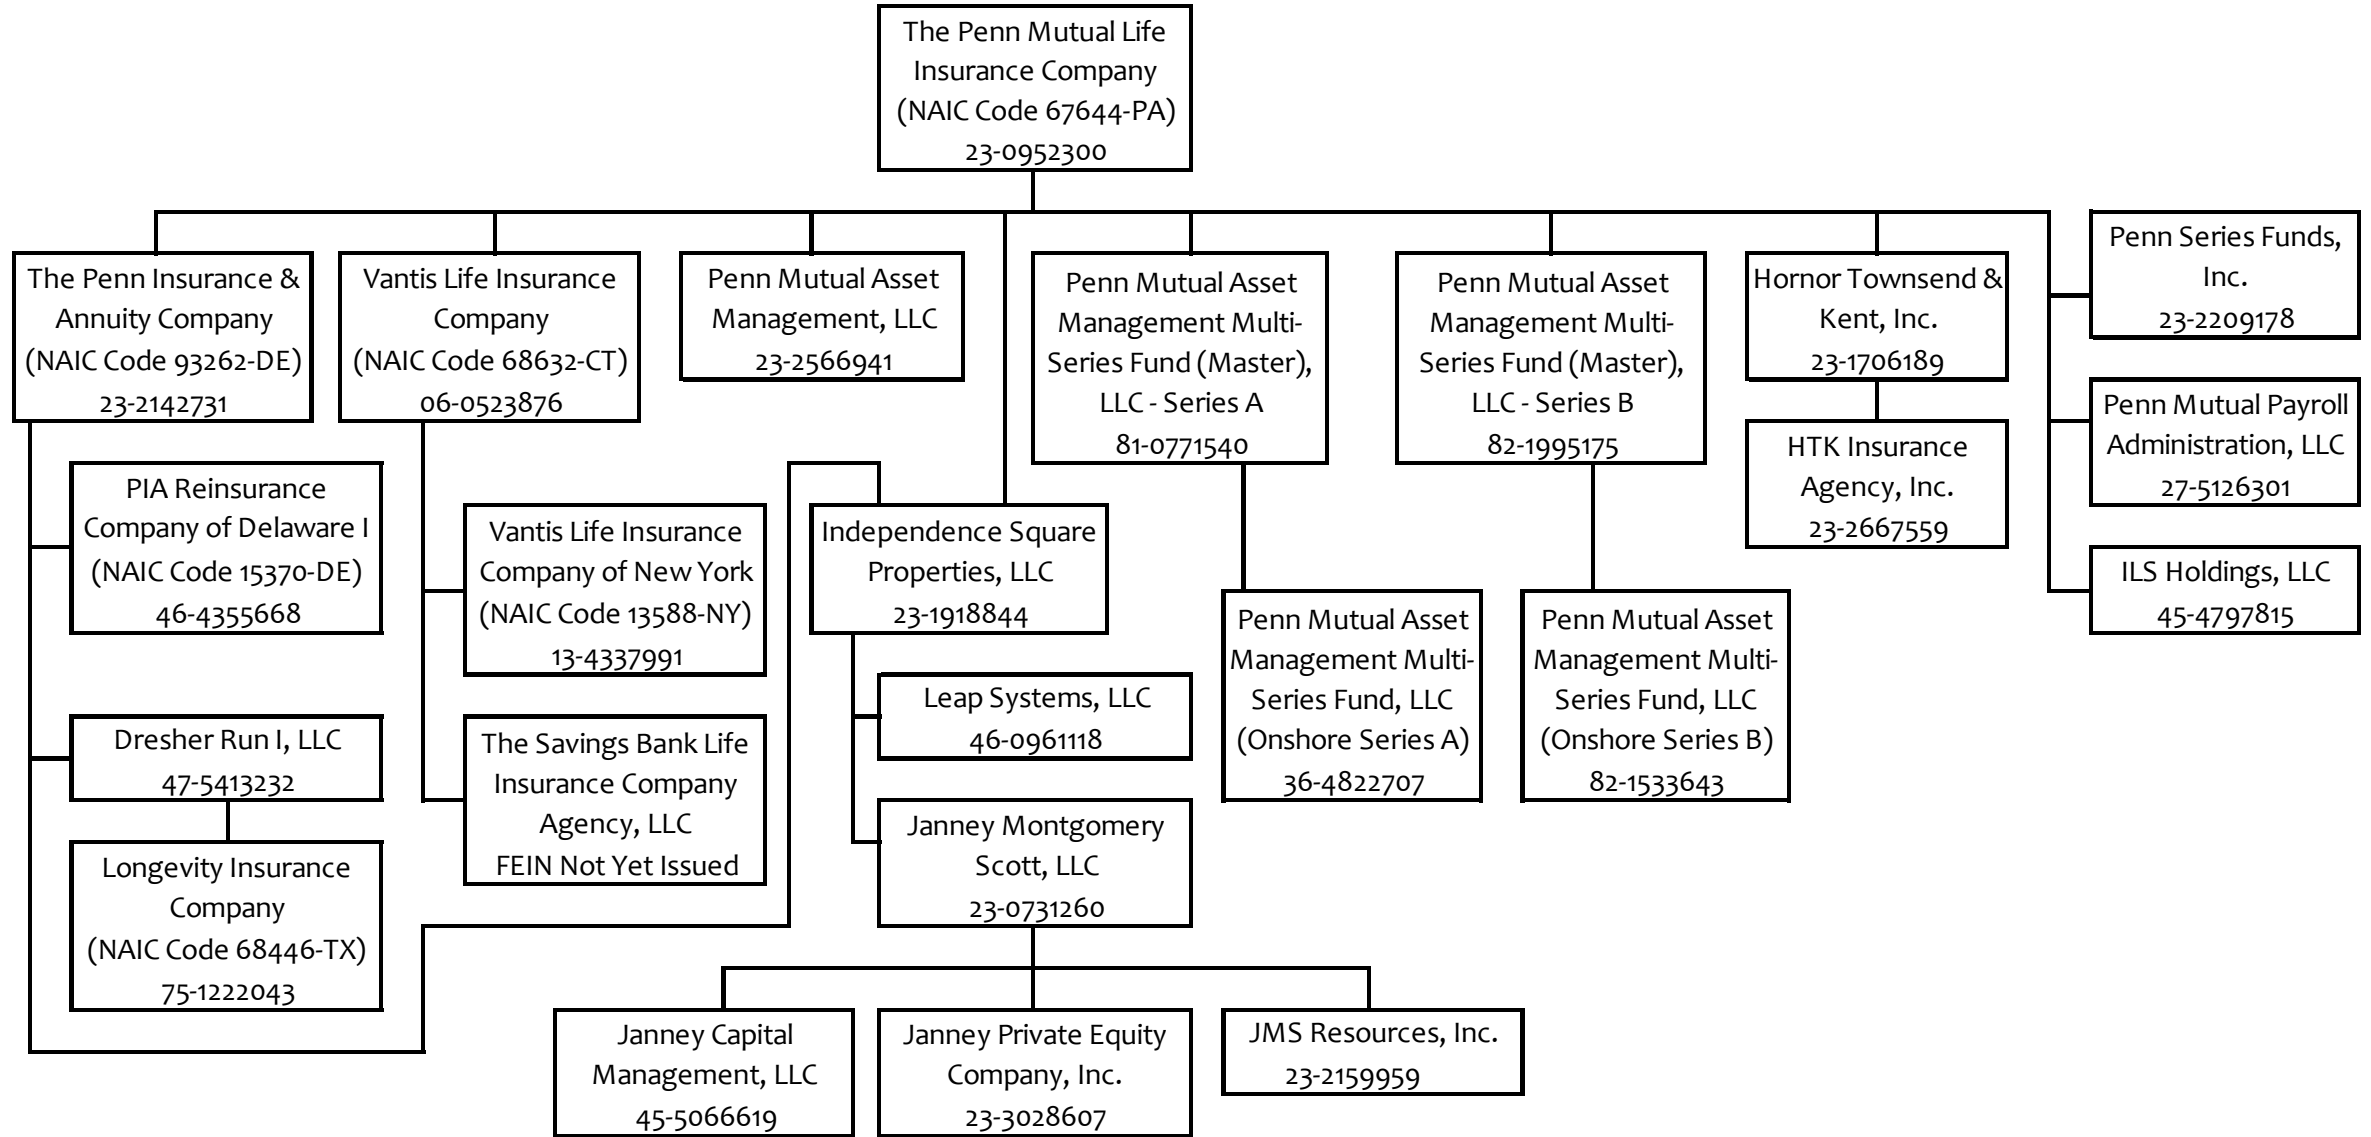 The Penn Mutual Life
Insurance Company
(NAIC Code 67644-PA)
23-0952300
The Penn Insurance &
Annuity Company
(NAIC Code 93262-DE)
23-2142731
Vantis Life Insurance
Company
(NAIC Code 68632-CT)
06-0523876
Penn Mutual Asset
Management, LLC
23-2566941
Penn Mutual Asset
Management Multi-
Series Fund (Master),
LLC - Series A
81-0771540
Penn Mutual Asset
Management Multi-
Series Fund (Master),
LLC - Series B
82-1995175
Hornor Townsend &
Kent, Inc.
23-1706189
Penn Series Funds,
Inc.
23-2209178
Penn Mutual Payroll
Administration, LLC
27-5126301
ILS Holdings, LLC
45-4797815
HTK Insurance
Agency, Inc.
23-2667559
PIA Reinsurance
Company of Delaware I
(NAIC Code 15370-DE)
46-4355668
Vantis Life Insurance
Company of New York
(NAIC Code 13588-NY)
13-4337991
Independence Square
Properties, LLC
23-1918844
Penn Mutual Asset
Management Multi-
Series Fund, LLC
(Onshore Series A)
36-4822707
Penn Mutual Asset
Management Multi-
Series Fund, LLC
(Onshore Series B)
82-1533643
Dresher Run I, LLC
47-5413232
The Savings Bank Life
Insurance Company
Agency, LLC
FEIN Not Yet Issued
Leap Systems, LLC
46-0961118
Janney Montgomery
Scott, LLC
23-0731260
Longevity Insurance
Company
(NAIC Code 68446-TX)
75-1222043
Janney Capital
Management, LLC
45-5066619
Janney Private Equity
Company, Inc.
23-3028607
JMS Resources, Inc.
23-2159959